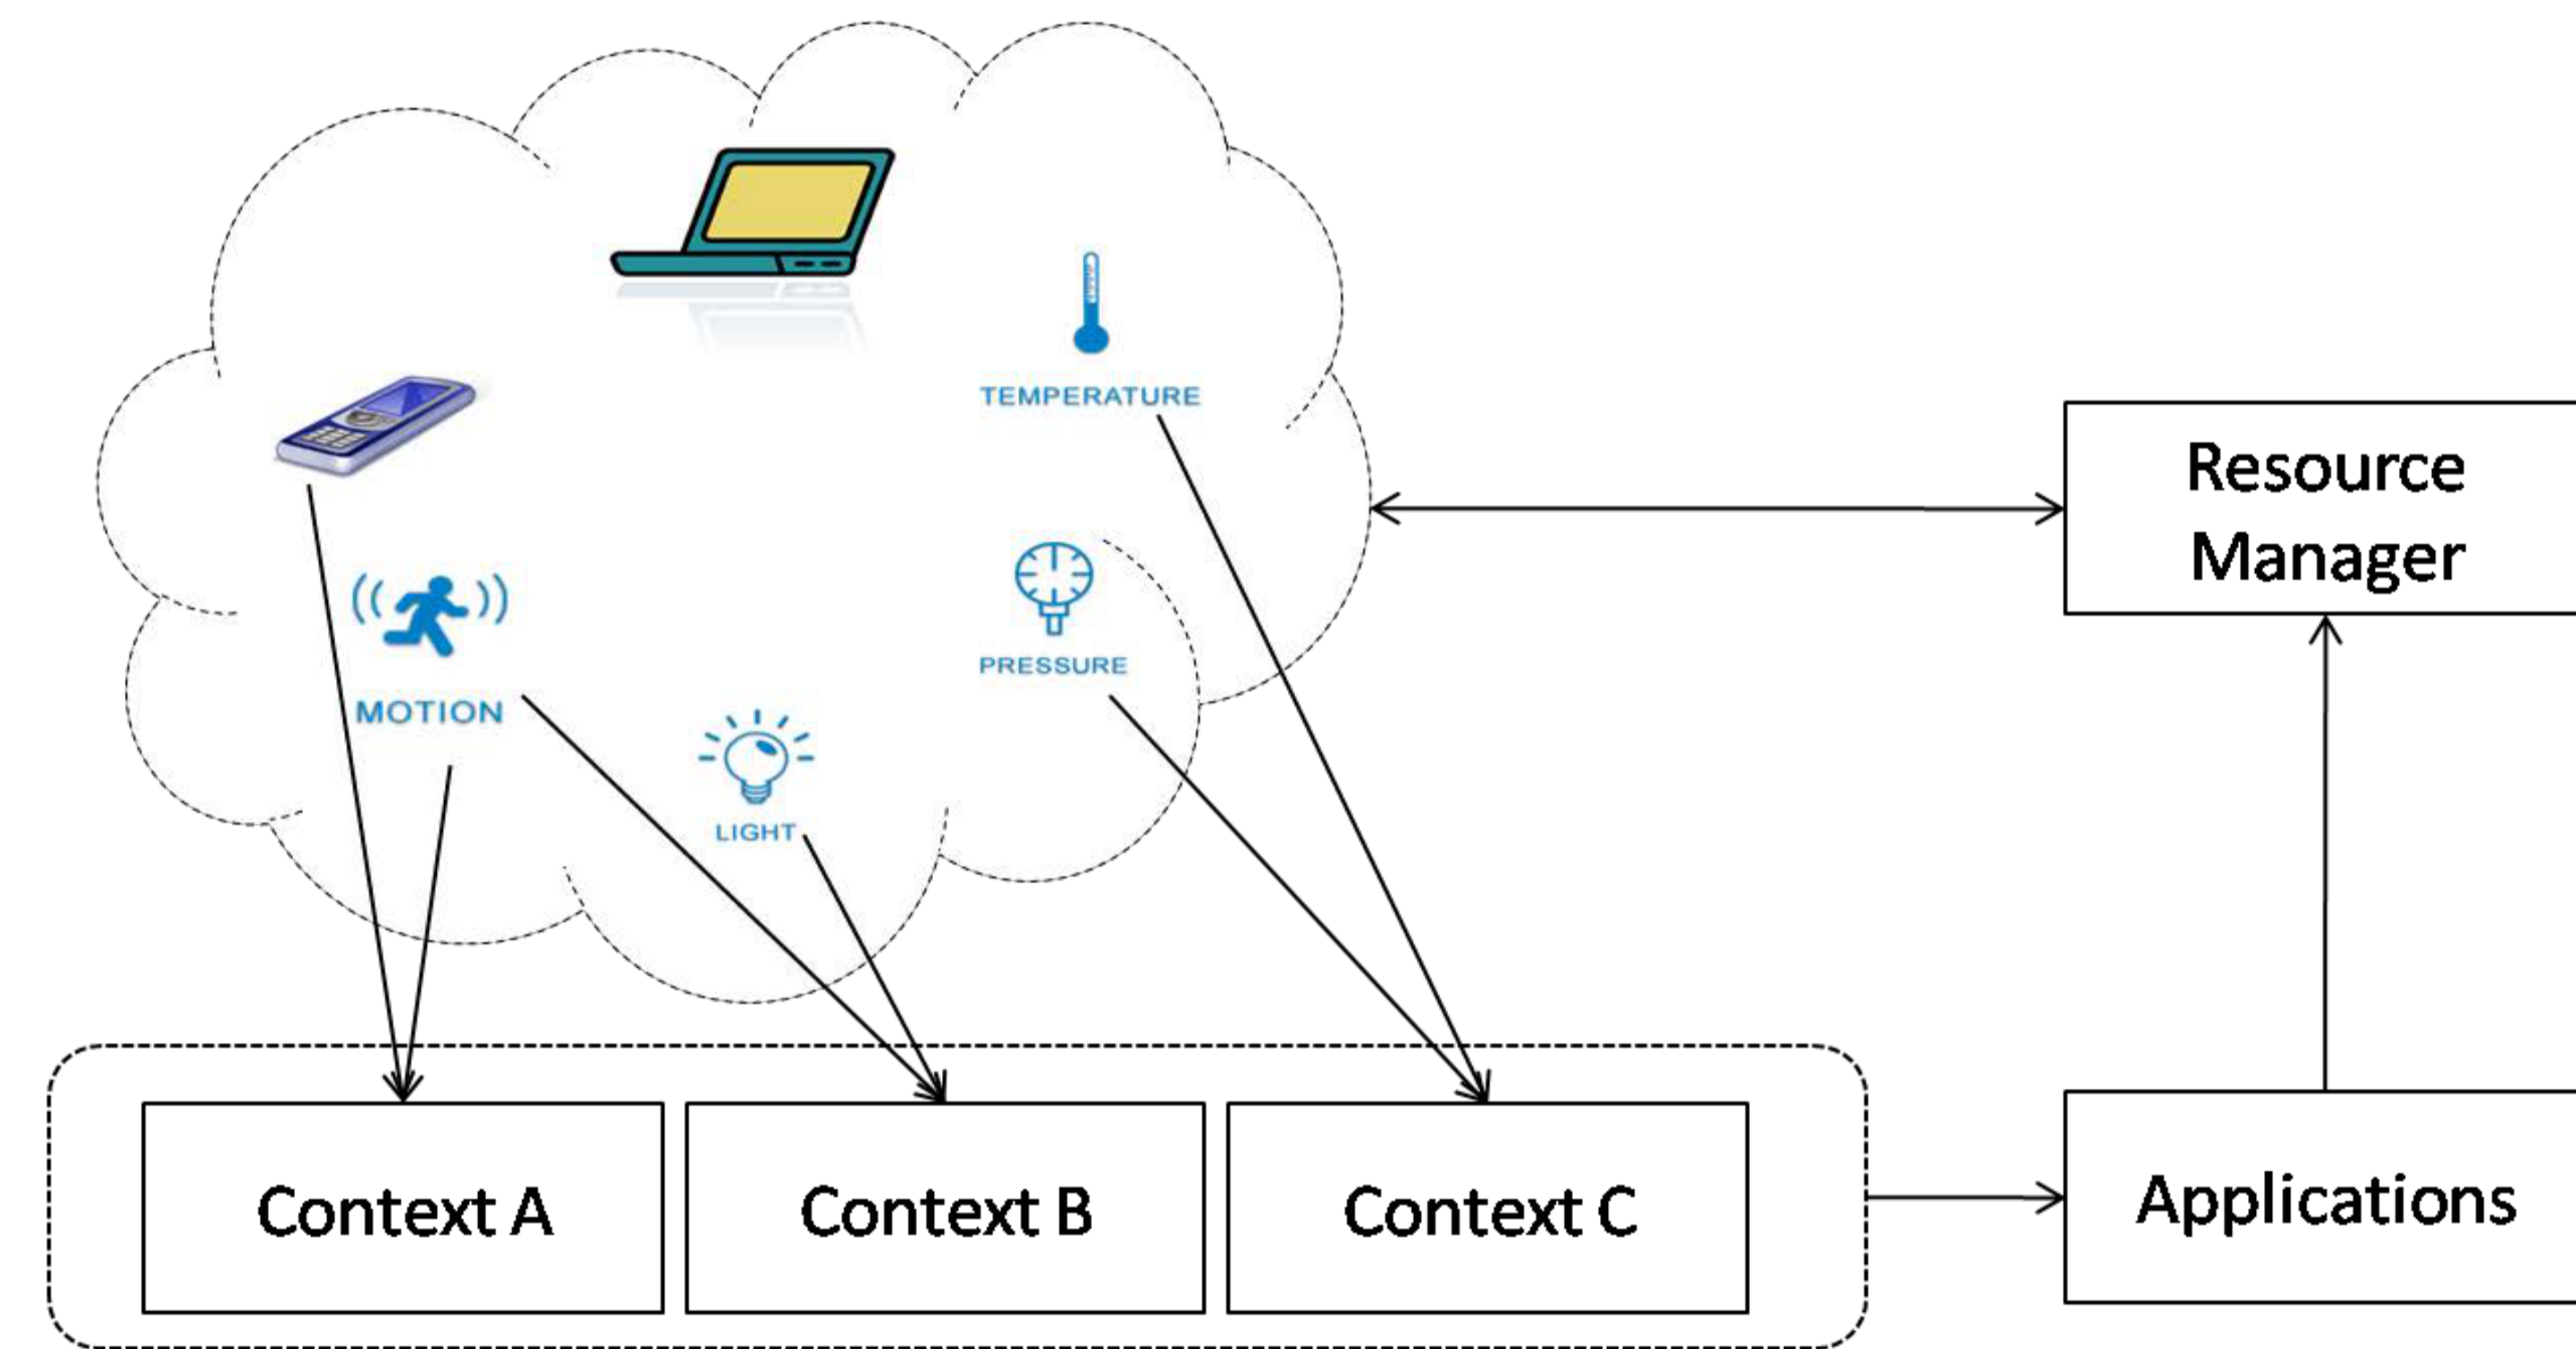 TEMPERATURE
Resource
Manager
PRESSURE
MOTION
LIGHT
Context A
Context B
Context C
Applications